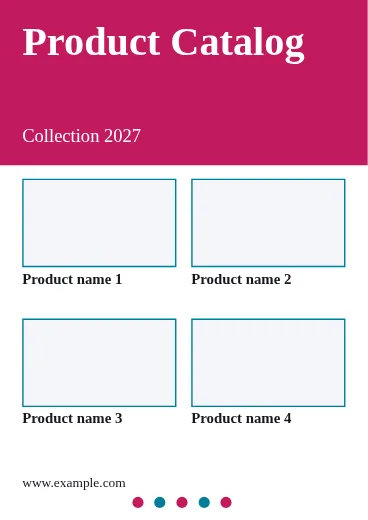 Product Catalog
Collection 2027
Product name 1
Product name 2
Product name 3
Product name 4
www.example.com